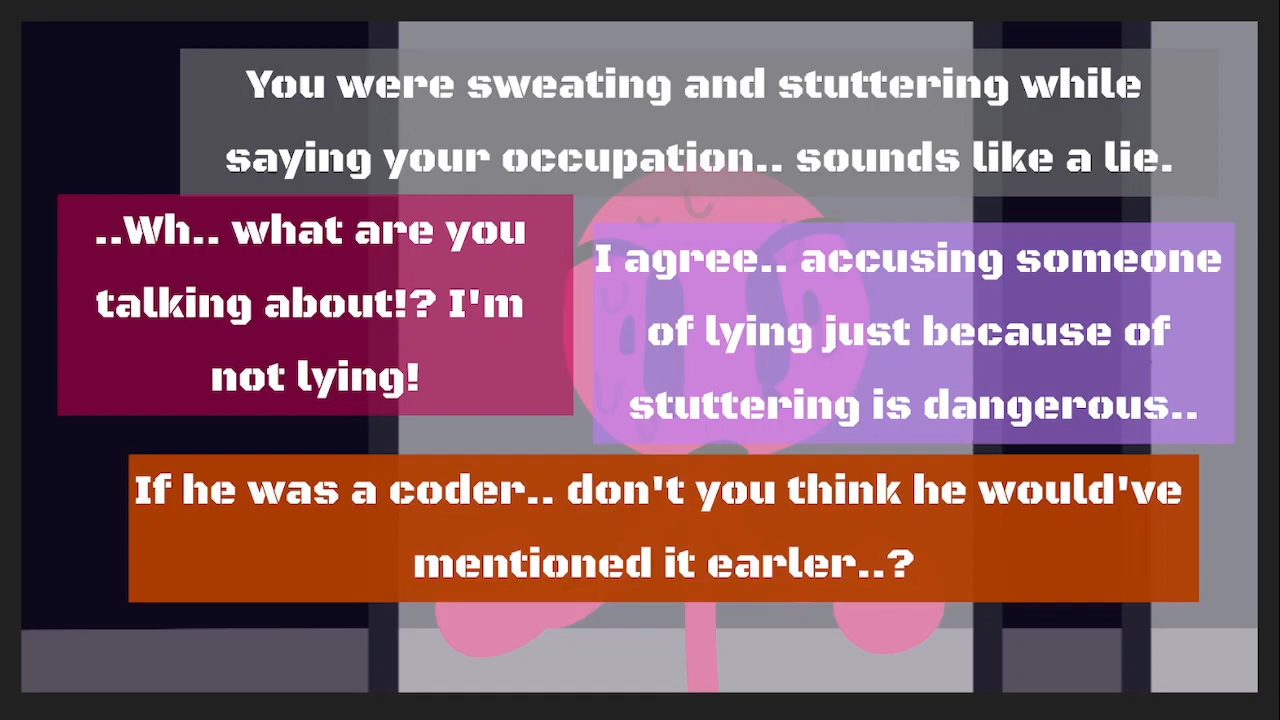 You were sweating and stuttering while
saying your occupation.. sounds like a lie.
..Wh.. what are you
talking about!? I'm
not lying!
I agree.. accusing someone
of lying just because of
stuttering is dangerous..
If he was a coder.. don't you think he would've
mentioned it earler..?